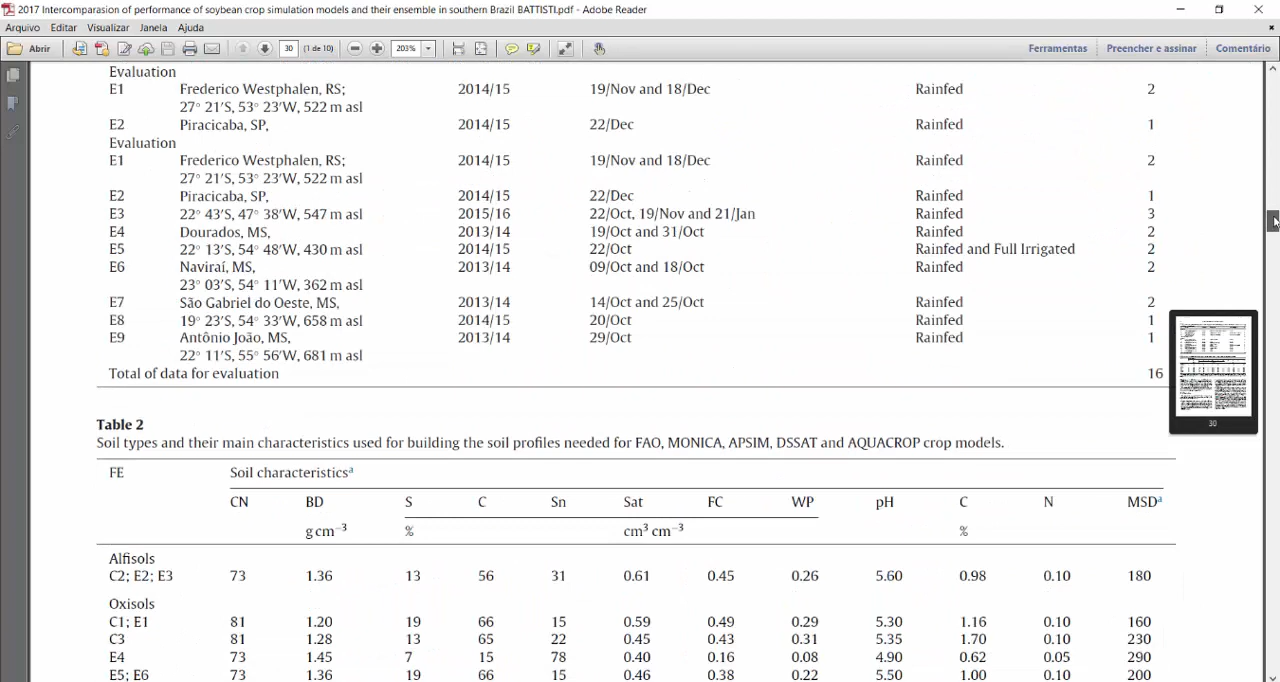 2017 Intercomparasion of performance of soybean crop simulation models and their ensemble in southern Brazil BATTISTI.pdf - Adobe Reader
Arquivo Editar Visualizar Janela Ajuda
Abrir 30 (1 de 10) 203% Ferramentas Preencher e assinar Comentário
Evaluation
E1 Frederico Westphalen, RS; 2014/15 19/Nov and 18/Dec Rainfed 2
27° 21′S, 53° 23′W, 522 m asl
E2 Piracicaba, SP, 2014/15 22/Dec Rainfed 1
Evaluation
E1 Frederico Westphalen, RS; 2014/15 19/Nov and 18/Dec Rainfed 2
27° 21′S, 53° 23′W, 522 m asl
E2 Piracicaba, SP, 2014/15 22/Dec Rainfed 1
E3 22° 43′S, 47° 38′W, 547 m asl 2015/16 22/Oct, 19/Nov and 21/Jan Rainfed 3
E4 Dourados, MS, 2013/14 19/Oct and 31/Oct Rainfed 2
E5 22° 13′S, 54° 48′W, 430 m asl 2014/15 22/Oct Rainfed and Full Irrigated 2
E6 Naviraí, MS, 2013/14 09/Oct and 18/Oct Rainfed 2
23° 03′S, 54° 11′W, 362 m asl
E7 São Gabriel do Oeste, MS, 2013/14 14/Oct and 25/Oct Rainfed 2
E8 19° 23′S, 54° 33′W, 658 m asl 2014/15 20/Oct Rainfed 1
E9 Antônio João, MS, 2013/14 29/Oct Rainfed 1
22° 11′S, 55° 56′W, 681 m asl
Total of data for evaluation 16
30
Table 2
Soil types and their main characteristics used for building the soil profiles needed for FAO, MONICA, APSIM, DSSAT and AQUACROP crop models.
FE Soil characteristicsª
CN BD S C Sn Sat FC WP pH C N MSDª
g cm⁻³ % cm³ cm⁻³ %
Alfisols
C2; E2; E3 73 1.36 13 56 31 0.61 0.45 0.26 5.60 0.98 0.10 180
Oxisols
C1; E1 81 1.20 19 66 15 0.59 0.49 0.29 5.30 1.16 0.10 160
C3 81 1.28 13 65 22 0.45 0.43 0.31 5.35 1.70 0.10 230
E4 73 1.45 7 15 78 0.40 0.16 0.08 4.90 0.62 0.05 290
E5; E6 73 1.36 19 66 15 0.46 0.38 0.22 5.50 1.00 0.10 200